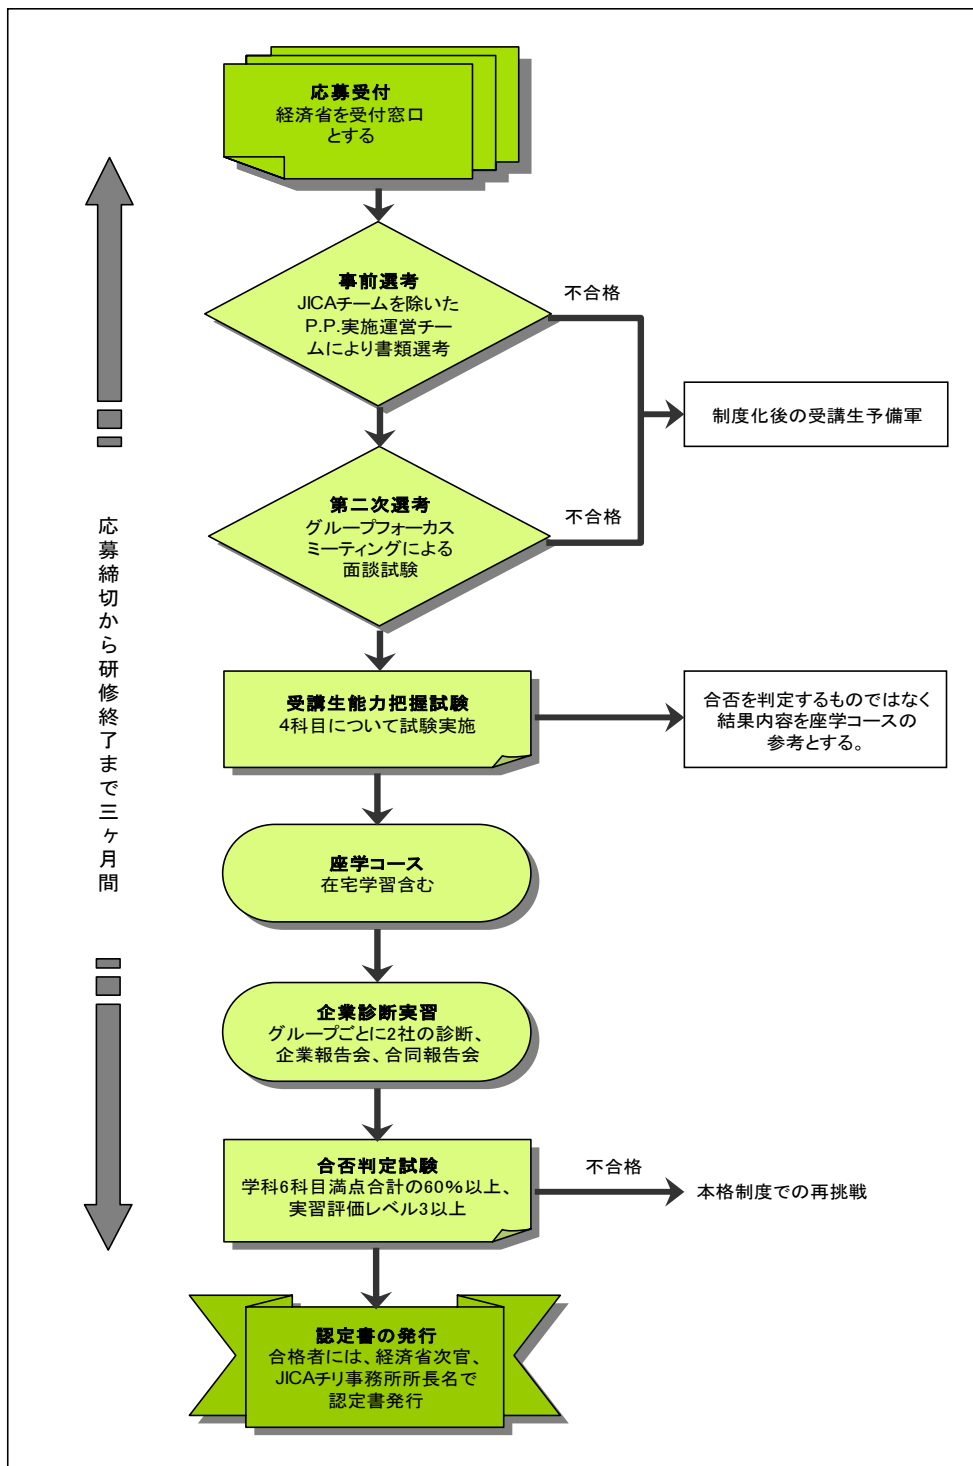 応募受付
経済省を受付窓口
とする
事前選考
JICAチームを除いた
P.P.実施運営チー
ムにより書類選考
不合格
制度化後の受講生予備軍
第二次選考
グループフォーカス
ミーティングによる
面談試験
不合格
応募締切から研修終了まで三ヶ月間
受講生能力把握試験
4科目について試験実施
合否を判定するものではなく
結果内容を座学コースの
参考とする。
座学コース
在宅学習含む
企業診断実習
グループごとに2社の診断、
企業報告会、合同報告会
合否判定試験
学科6科目満点合計の60%以上、
実習評価レベル3以上
不合格
本格制度での再挑戦
認定書の発行
合格者には、経済省次官、
JICAチリ事務所所長名で
認定書発行